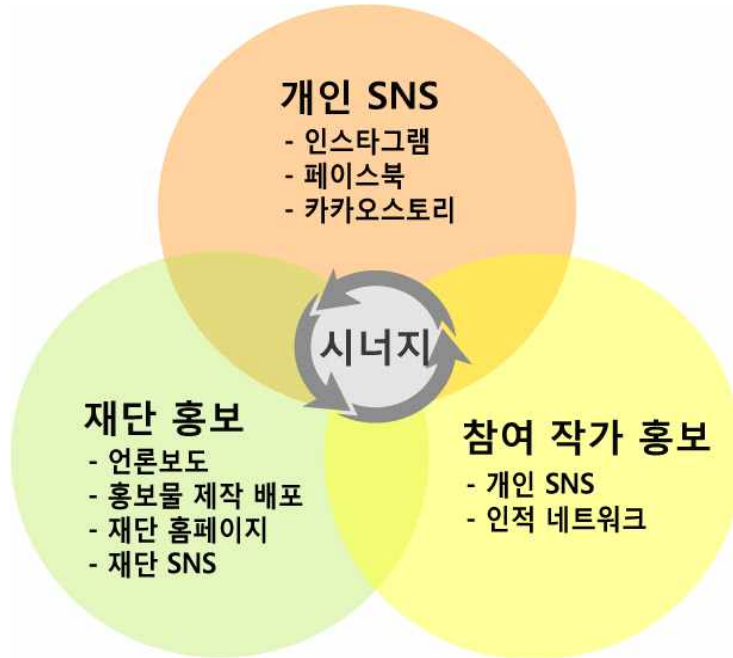 개인 SNS
- 인스타그램
- 페이스북
- 카카오스토리
시너지
재단 홍보
- 언론보도
- 홍보물 제작 배포
- 재단 홈페이지
- 재단 SNS
참여 작가 홍보
- 개인 SNS
- 인적 네트워크